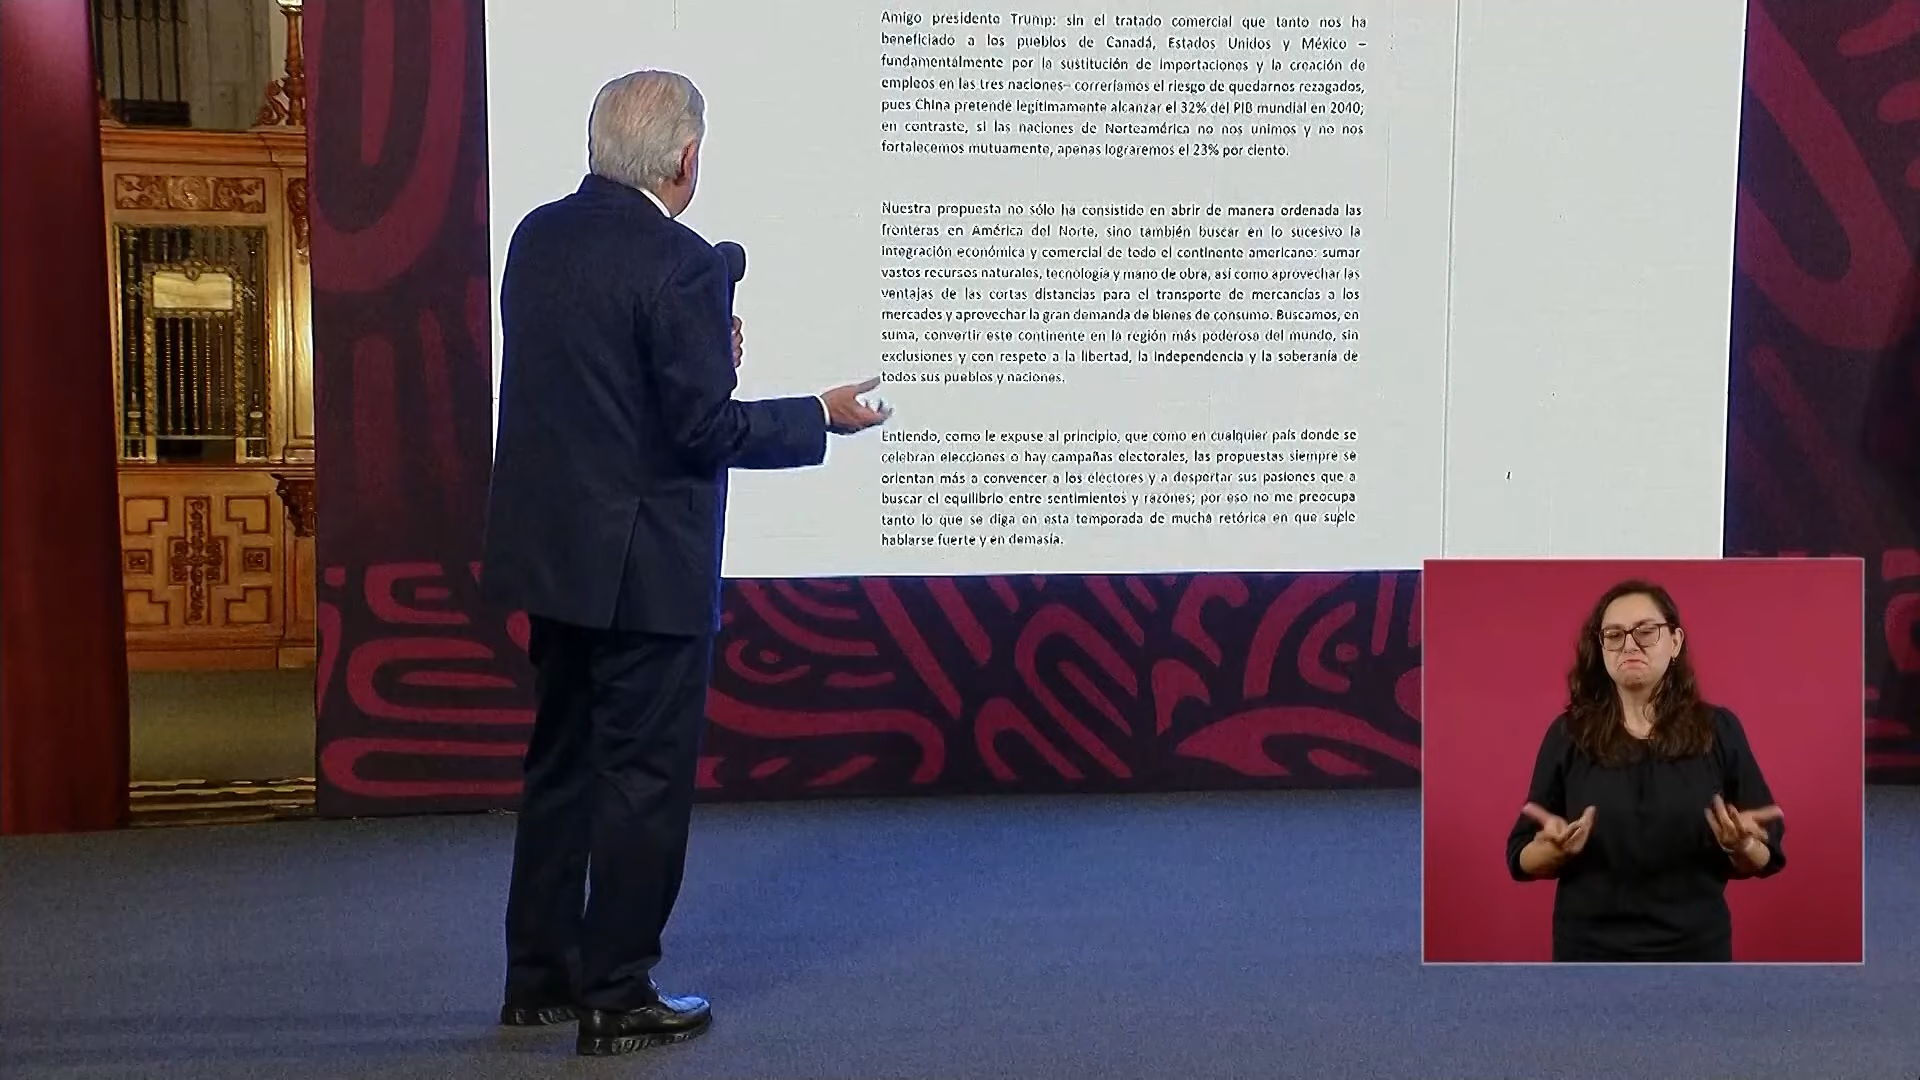 Amigo presidente Trump: sin el tratado comercial que tanto nos ha
beneficiado a los pueblos de Canadá, Estados Unidos y México –
fundamentalmente por la sustitución de importaciones y la creación de
empleos en las tres naciones– correríamos el riesgo de quedarnos rezagados,
pues China pretende legítimamente alcanzar el 32% del PIB mundial en 2040;
en contraste, si las naciones de Norteamérica no nos unimos y no nos
fortalecemos mutuamente, apenas lograremos el 23% por ciento.
Nuestra propuesta no sólo ha consistido en abrir de manera ordenada las
fronteras en América del Norte, sino también buscar en lo sucesivo la
integración económica y comercial de todo el continente americano: sumar
vastos recursos naturales, tecnología y mano de obra, así como aprovechar las
ventajas de las cortas distancias para el transporte de mercancías a los
mercados y aprovechar la gran demanda de bienes de consumo. Buscamos, en
suma, convertir este continente en la región más poderosa del mundo, sin
exclusiones y con respeto a la libertad, la independencia y la soberanía de
todos sus pueblos y naciones.
Entiendo, como le expuse al principio, que como en cualquier país donde se
celebran elecciones o hay campañas electorales, las propuestas siempre se
orientan más a convencer a los electores y a despertar sus pasiones que a
buscar el equilibrio entre sentimientos y razones; por eso no me preocupa
tanto lo que se diga en esta temporada de mucha retórica en que suele
hablarse fuerte y en demasía.